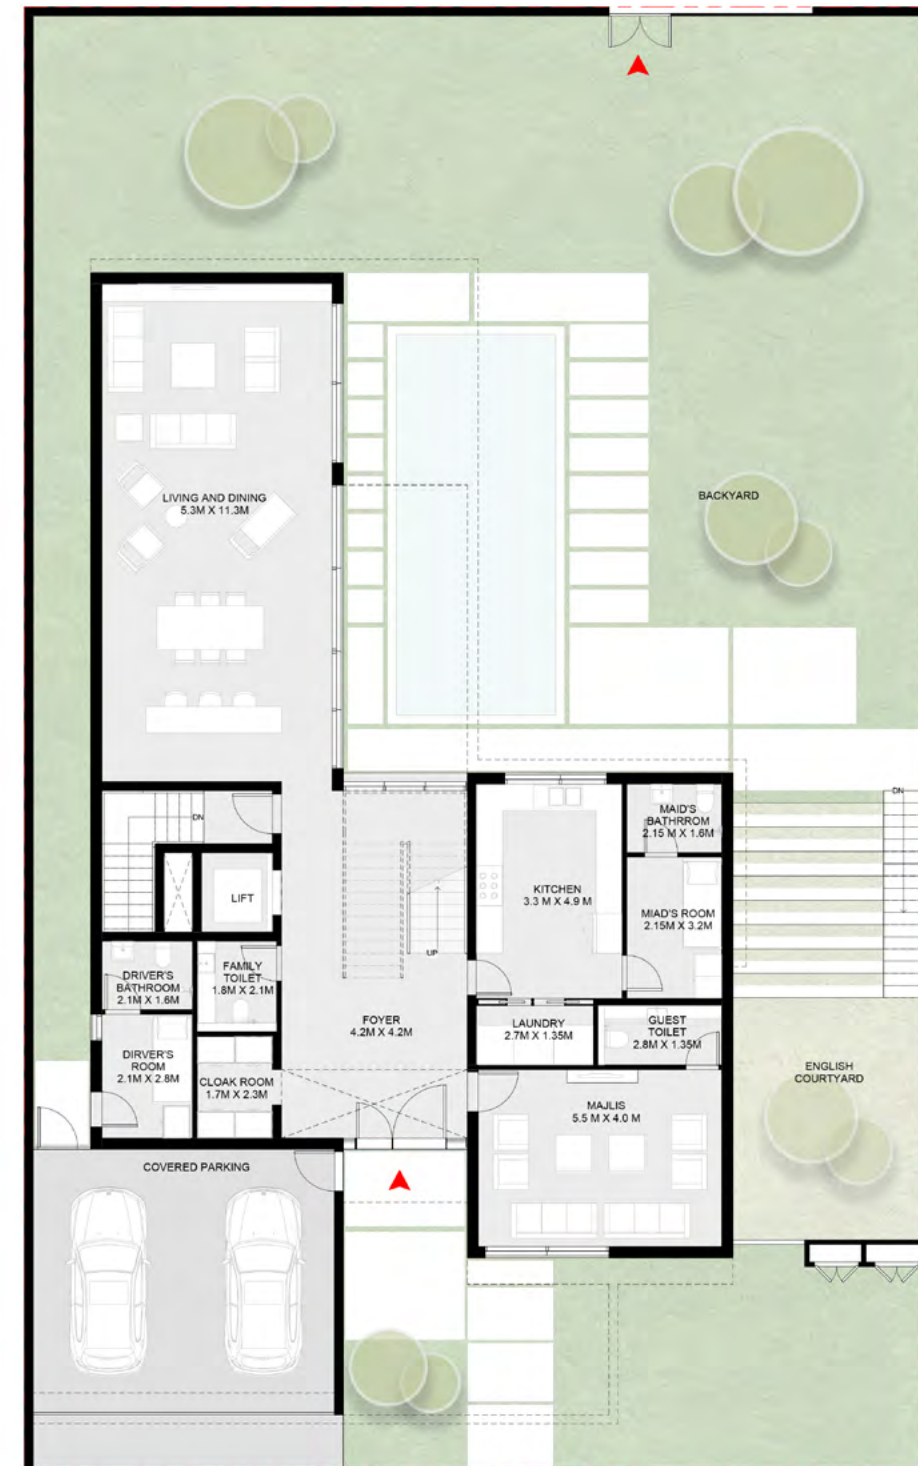 BACKYARD
LIVING AND DINING
5.3M X 11.3M
DN
DN
MAID'S
BATHRROM
2.15 M X 1.6M
LIFT
KITCHEN
3.3 M X 4.9 M
MIAD'S ROOM
2.15M X 3.2M
UP
DRIVER'S
BATHROOM
2.1M X 1.6M
FAMILY
TOILET
1.8M X 2.1M
FOYER
4.2M X 4.2M
LAUNDRY
2.7M X 1.35M
GUEST
TOILET
2.8M X 1.35M
DIRVER'S
ROOM
2.1M X 2.8M
CLOAK ROOM
1.7M X 2.3M
ENGLISH
COURTYARD
MAJLIS
5.5 M X 4.0 M
COVERED PARKING